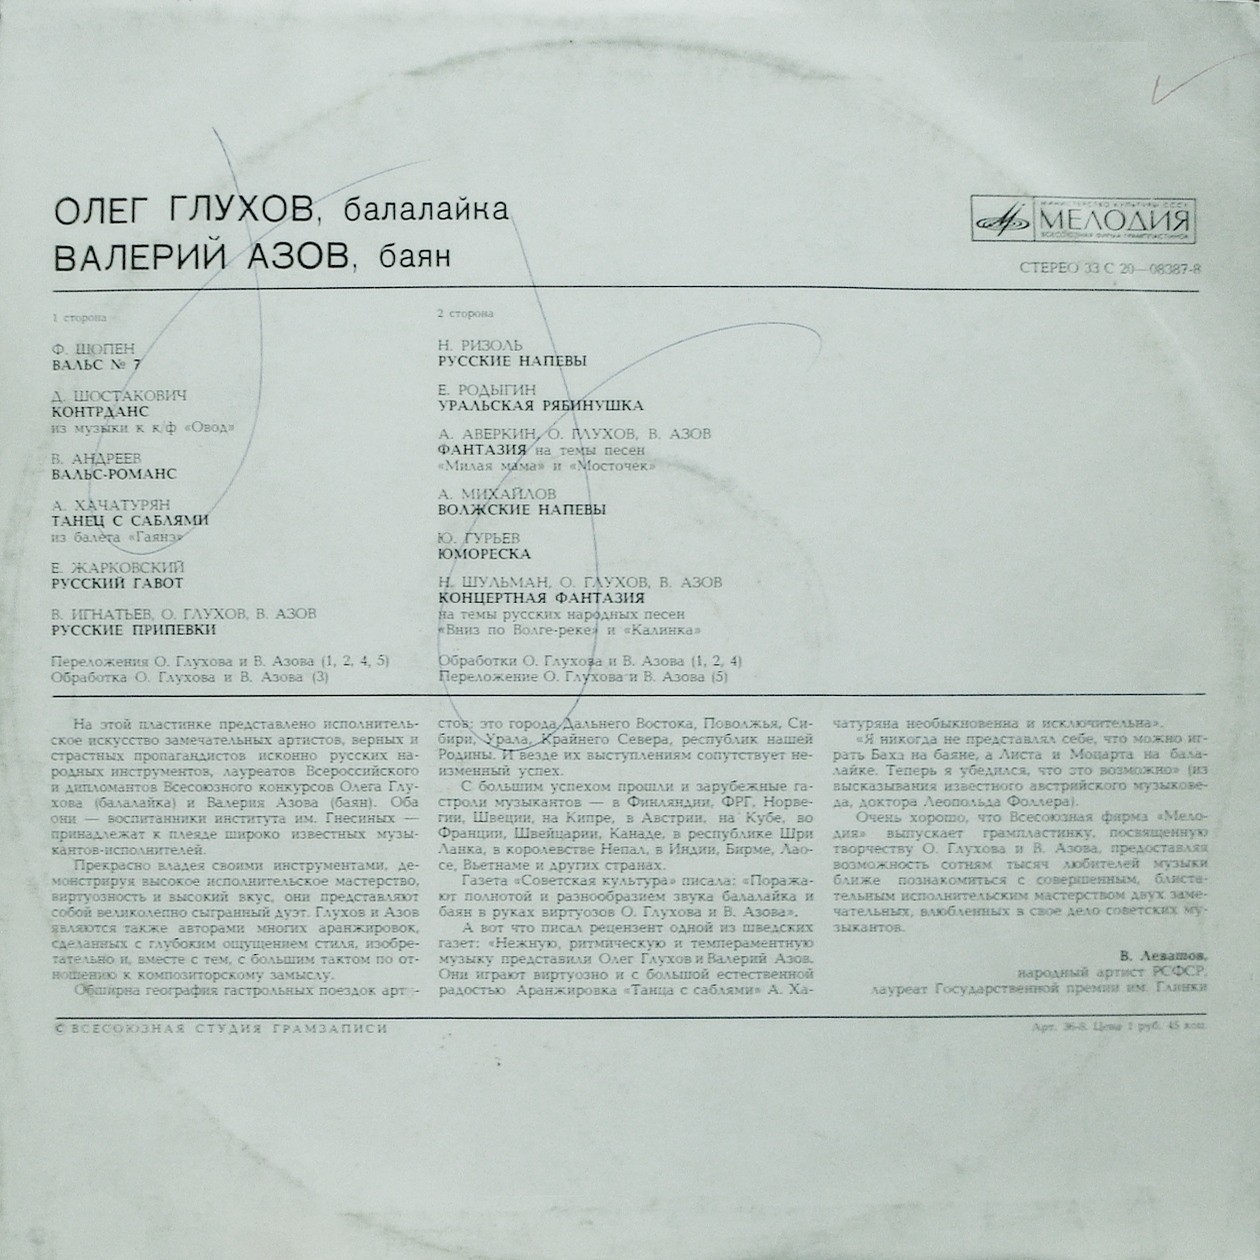 ОЛЕГ ГЛУХОВ, балалайка
ВАЛЕРИЙ АЗОВ, баян
МИНИСТЕРСТВО КУЛЬТУРЫ СССР
МЕЛОДИЯ
ВСЕСОЮЗНАЯ ФИРМА ГРАМПЛАСТИНОК
СТЕРЕО 33 С 20—08387-8
1 сторона
Ф. ШОПЕН
ВАЛЬС № 7
Д. ШОСТАКОВИЧ
КОНТРДАНС
из музыки к к/ф «Овод»
В. АНДРЕЕВ
ВАЛЬС-РОМАНС
А. ХАЧАТУРЯН
ТАНЕЦ С САБЛЯМИ
из балета «Гаянэ»
Е. ЖАРКОВСКИЙ
РУССКИЙ ГАВОТ
В. ИГНАТЬЕВ, О. ГЛУХОВ, В. АЗОВ
РУССКИЕ ПРИПЕВКИ
Переложения О. Глухова и В. Азова (1, 2, 4, 5)
Обработка О. Глухова и В. Азова (3)
2 сторона
Н. РИЗОЛЬ
РУССКИЕ НАПЕВЫ
Е. РОДЫГИН
УРАЛЬСКАЯ РЯБИНУШКА
А. АВЕРКИН, О. ГЛУХОВ, В. АЗОВ
ФАНТАЗИЯ на темы песен
«Милая мама» и «Мосточек»
А. МИХАЙЛОВ
ВОЛЖСКИЕ НАПЕВЫ
Ю. ГУРЬЕВ
ЮМОРЕСКА
Н. ШУЛЬМАН, О. ГЛУХОВ, В. АЗОВ
КОНЦЕРТНАЯ ФАНТАЗИЯ
на темы русских народных песен
«Вниз по Волге-реке» и «Калинка»
Обработки О. Глухова и В. Азова (1, 2, 4)
Переложение О. Глухова и В. Азова (5)
На этой пластинке представлено исполнитель-
ское искусство замечательных артистов, верных и
страстных пропагандистов исконно русских на-
родных инструментов, лауреатов Всероссийского
и дипломантов Всесоюзного конкурсов Олега Глу-
хова (балалайка) и Валерия Азова (баян). Оба
они — воспитанники института им. Гнесиных —
принадлежат к плеяде широко известных музы-
кантов-исполнителей.
Прекрасно владея своими инструментами, де-
монстрируя высокое исполнительское мастерство,
виртуозность и высокий вкус, они представляют
собой великолепно сыгранный дуэт. Глухов и Азов
являются также авторами многих аранжировок,
сделанных с глубоким ощущением стиля, изобре-
тательно и, вместе с тем, с большим тактом по от-
ношению к композиторскому замыслу.
Обширна география гастрольных поездок арт -
стов: это города Дальнего Востока, Поволжья, Си-
бири, Урала, Крайнего Севера, республик нашей
Родины. И везде их выступлениям сопутствует не-
изменный успех.
С большим успехом прошли и зарубежные га-
строли музыкантов — в Финляндии, ФРГ, Норве-
гии, Швеции, на Кипре, в Австрии, на Кубе, во
Франции, Швейцарии, Канаде, в республике Шри
Ланка, в королевстве Непал, в Индии, Бирме, Лао-
се, Вьетнаме и других странах.
Газета «Советская культура» писала: «Поража-
ют полнотой и разнообразием звука балалайка и
баян в руках виртуозов О. Глухова и В. Азова».
А вот что писал рецензент одной из шведских
газет: «Нежную, ритмическую и темпераментную
музыку представили Олег Глухов и Валерий Азов.
Они играют виртуозно и с большой естественной
радостью Аранжировка «Танца с саблями» А. Ха-
чатуряна необыкновенна и исключительна».
«Я никогда не представлял себе, что можно иг-
рать Баха на баяне, а Листа и Моцарта на бала-
лайке. Теперь я убедился, что это возможно» (из
высказывания известного австрийского музыкове-
да, доктора Леопольда Фоллера).
Очень хорошо, что Всесоюзная фирма «Мело-
дия» выпускает грампластинку, посвященную
творчеству О. Глухова и В. Азова, предоставляя
возможность сотням тысяч любителей музыки
ближе познакомиться с совершенным, блиста-
тельным исполнительским мастерством двух заме-
чательных, влюбленных в свое дело советских му-
зыкантов.
В. Левашов,
народный артист РСФСР,
лауреат Государственной премии им. Глинки
© ВСЕСОЮЗНАЯ СТУДИЯ ГРАМЗАПИСИ
Арт. 36-8. Цена 1 руб. 45 коп.